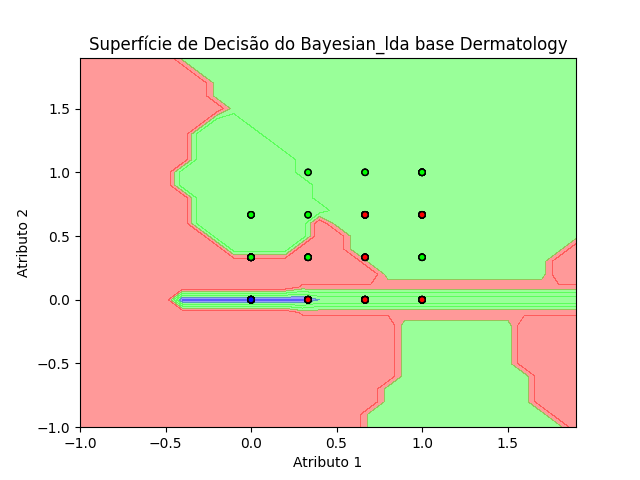 Superfície de Decisão do Bayesian_lda base Dermatology
1.5
1.0
0.5
0.0
−0.5
−1.0
Atributo 2
−1.0 −0.5 0.0 0.5 1.0 1.5
Atributo 1